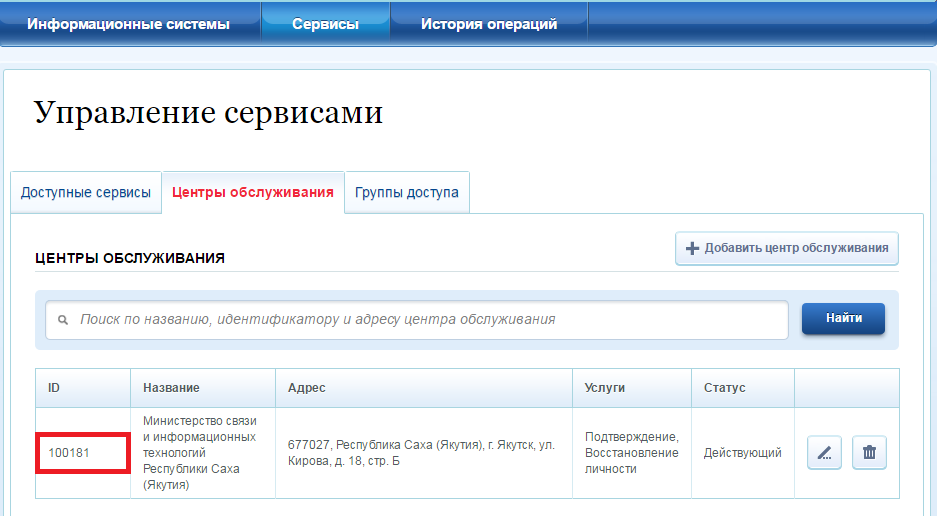 Информационные системы
Сервисы
История операций
Управление сервисами
Доступные сервисы
Центры обслуживания
Группы доступа
ЦЕНТРЫ ОБСЛУЖИВАНИЯ
Добавить центр обслуживания
Поиск по названию, идентификатору и адресу центра обслуживания
Найти
ID
Название
Адрес
Услуги
Статус
100181
Министерство связи
и информационных
технологий
Республики Саха
(Якутия)
677027, Республика Саха (Якутия), г. Якутск, ул.
Кирова, д. 18, стр. Б
Подтверждение,
Восстановление
личности
Действующий